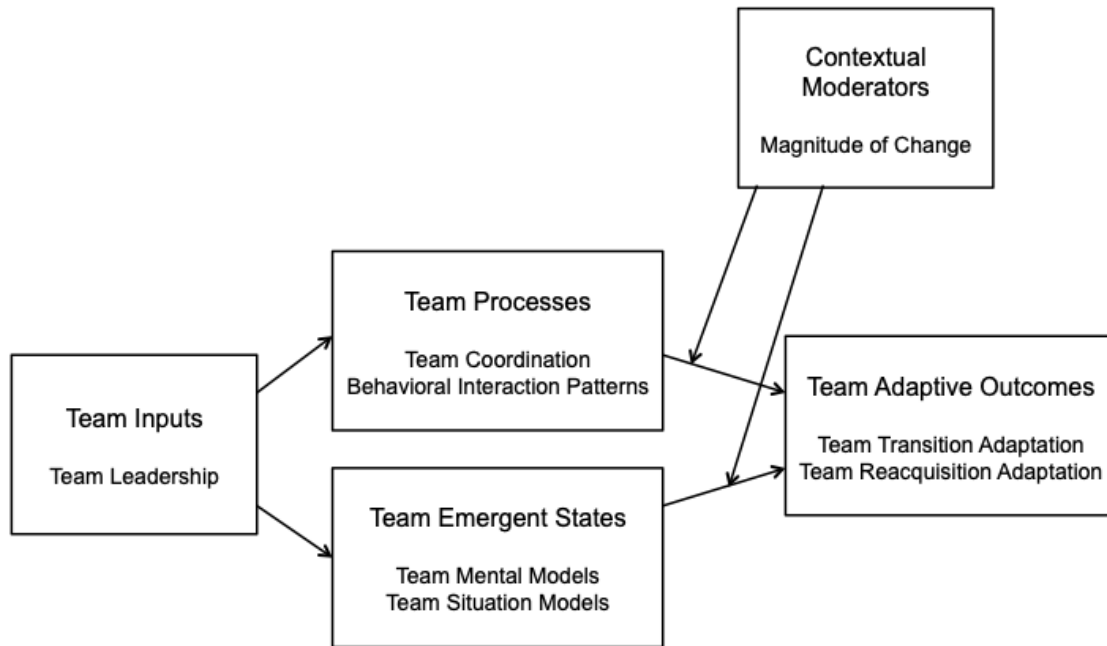 Contextual
Moderators
Magnitude of Change
Team Processes
Team Coordination
Behavioral Interaction Patterns
Team Inputs
Team Leadership
Team Emergent States
Team Mental Models
Team Situation Models
Team Adaptive Outcomes
Team Transition Adaptation
Team Reacquisition Adaptation